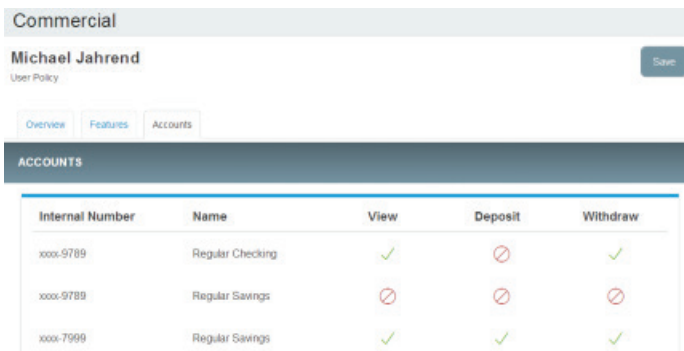 Commercial
Michael Jahrend
Save
User Policy
Overview Features Accounts
ACCOUNTS
Internal Number Name View Deposit Withdraw
xxxx-9789 Regular Checking
xxxx-9789 Regular Savings
xxxx-7999 Regular Savings